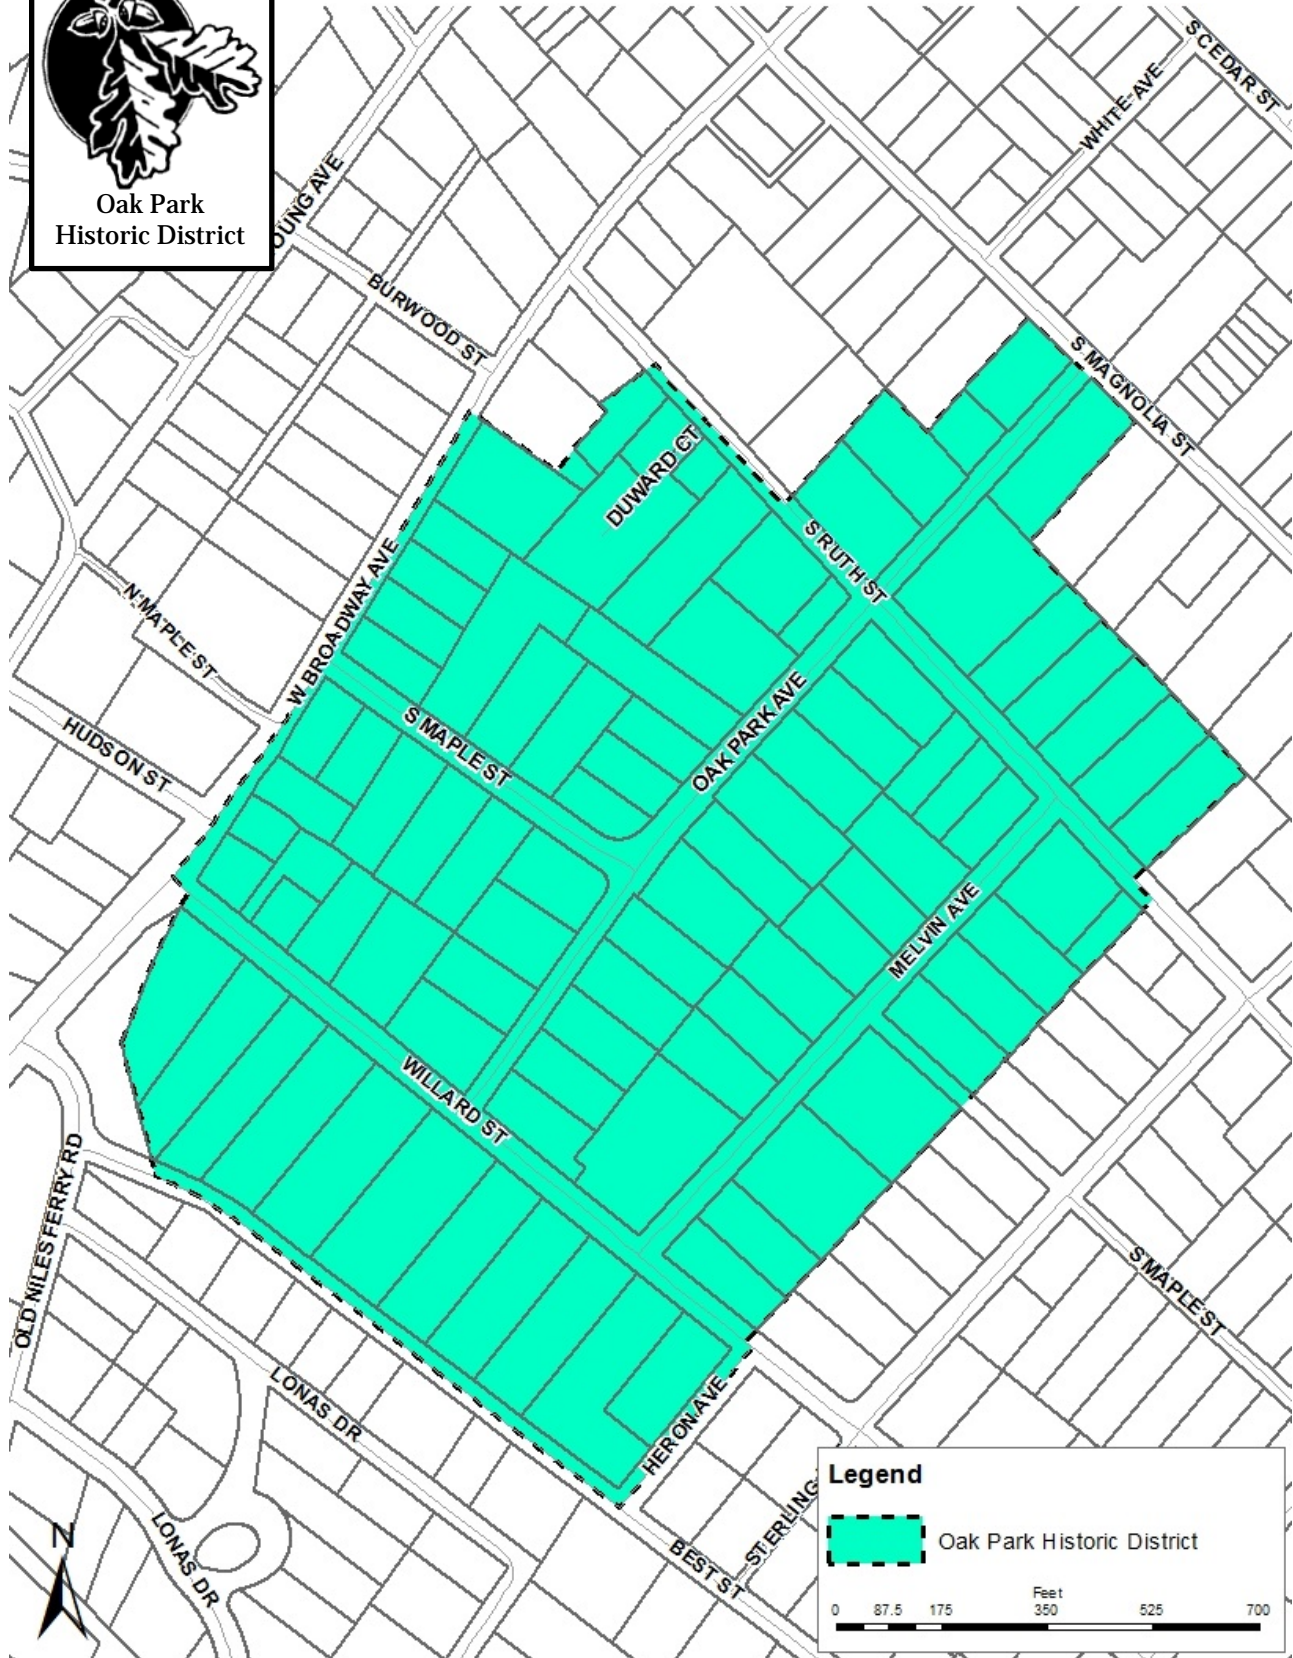 Oak Park
Historic District
S CEDAR ST
WHITE AVE
OUNG AVE
BURWOOD ST
S MAGNOLIA ST
DUWARD CT
S RUTH ST
W BROADWAY AVE
N MAPLE ST
HUDSON ST
S MAPLE ST
OAK PARK AVE
MELVIN AVE
WILLARD ST
OLD NILES FERRY RD
S MAPLE ST
LONAS DR
HERON AVE
STERLING
LONAS DR
BEST ST
N
Legend
Oak Park Historic District
Feet
0 87.5 175 350 525 700